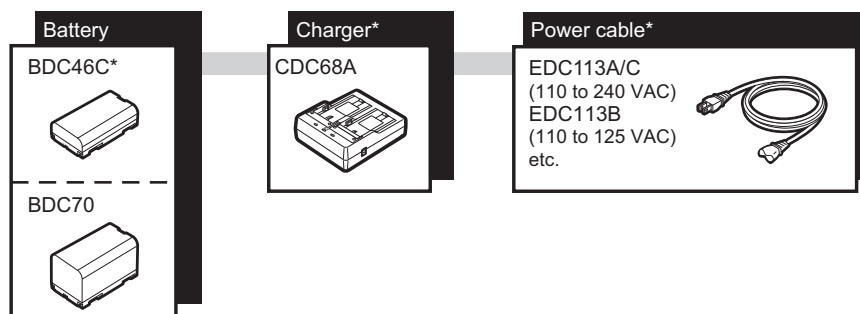 Battery
BDC46C*
BDC70
Charger*
CDC68A
Power cable*
EDC113A/C
(110 to 240 VAC)
EDC113B
(110 to 125 VAC)
etc.